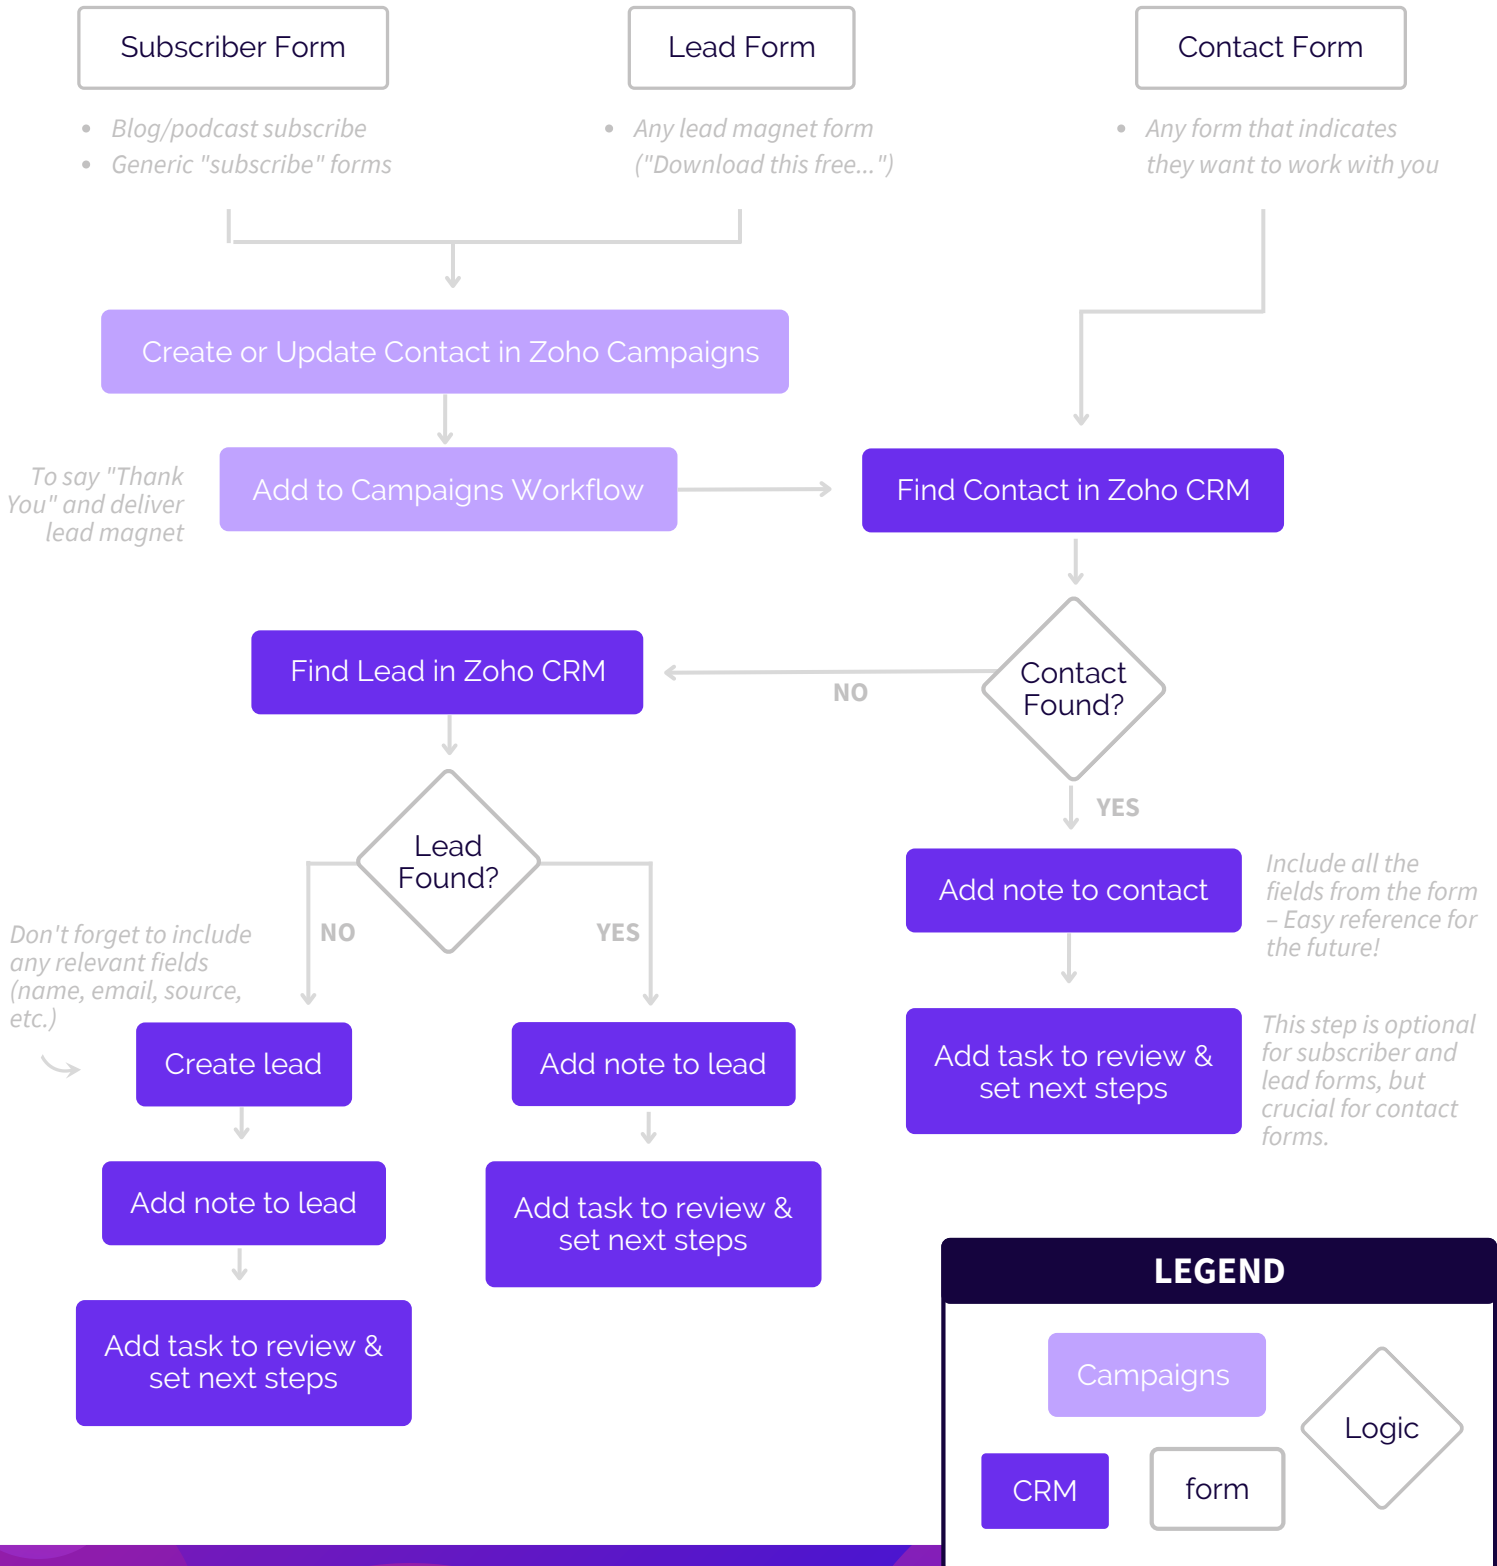 Subscriber Form
Lead Form
Contact Form
• Blog/podcast subscribe
• Generic "subscribe" forms
• Any lead magnet form
("Download this free...")
• Any form that indicates
they want to work with you
Create or Update Contact in Zoho Campaigns
To say "Thank
You" and deliver
lead magnet
Add to Campaigns Workflow
Find Contact in Zoho CRM
Find Lead in Zoho CRM
NO
Contact
Found?
YES
Lead
Found?
NO
YES
Add note to contact
Include all the
fields from the form
– Easy reference for
the future!
Don't forget to include
any relevant fields
(name, email, source,
etc.)
Create lead
Add note to lead
Add task to review &
set next steps
This step is optional
for subscriber and
lead forms, but
crucial for contact
forms.
Add note to lead
Add task to review &
set next steps
Add task to review &
set next steps
LEGEND
Campaigns
Logic
CRM
form